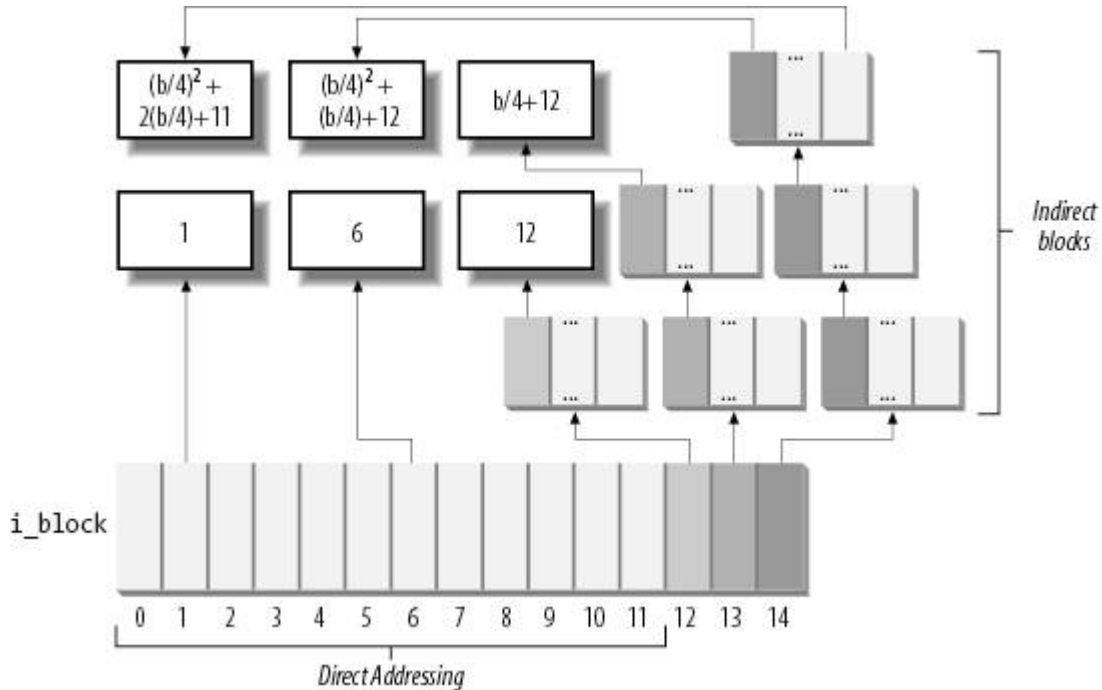 (b/4)² +
2(b/4)+11
(b/4)² +
(b/4)+12
b/4+12
...
...
1
6
12
...
...
...
...
Indirect
blocks
...
...
...
...
...
...
i_block
0 1 2 3 4 5 6 7 8 9 10 11 12 13 14
Direct Addressing